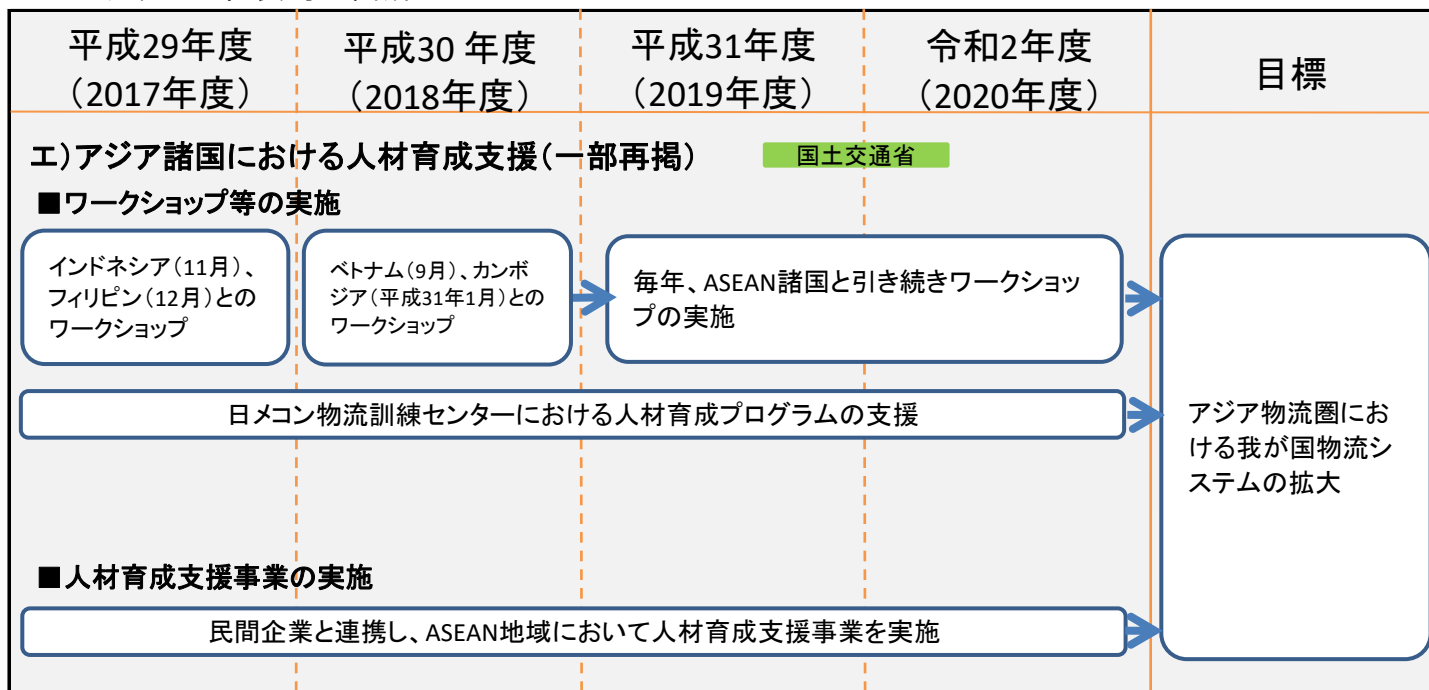 平成29年度
(2017年度)
平成30 年度
(2018年度)
平成31年度
(2019年度)
令和2年度
(2020年度)
目標
エ)アジア諸国における人材育成支援(一部再掲)
国土交通省
■ワークショップ等の実施
インドネシア(11月)、
フィリピン(12月)との
ワークショップ
ベトナム(9月)、カンボ
ジア(平成31年1月)との
ワークショップ
毎年、ASEAN諸国と引き続きワークショッ
プの実施
日メコン物流訓練センターにおける人材育成プログラムの支援
アジア物流圏にお
ける我が国物流シ
ステムの拡大
■人材育成支援事業の実施
民間企業と連携し、ASEAN地域において人材育成支援事業を実施